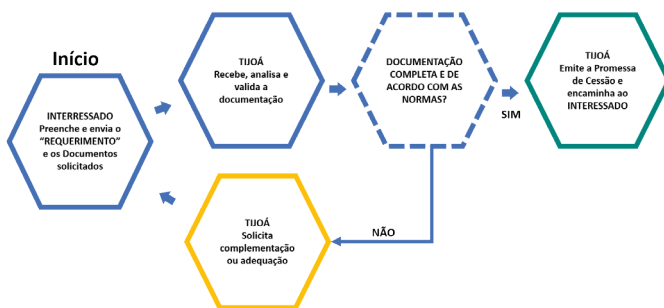 Início
INTERRESSADO
Preenche e envia o
“REQUERIMENTO”
e os Documentos
solicitados
TIJOÁ
Recebe, analisa e
valida a
documentação
DOCUMENTAÇÃO
COMPLETA E DE
ACORDO COM AS
NORMAS?
SIM
TIJOÁ
Emite a Promessa
de Cessão e
encaminha ao
INTERESSADO
NÃO
TIJOÁ
Solicita
complementação
ou adequação